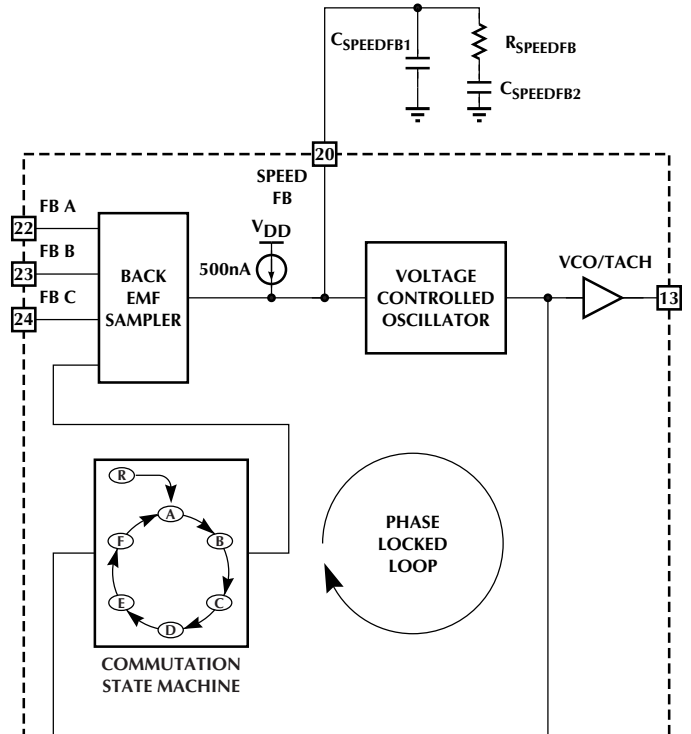 CSPEEDFB1
RSPEEDFB
CSPEEDFB2
20
SPEED
FB
FB A
22
FB B
23
FB C
24
BACK
EMF
SAMPLER
VDD
500nA
VOLTAGE
CONTROLLED
OSCILLATOR
VCO/TACH
13
R
A
B
C
D
E
F
COMMUTATION
STATE MACHINE
PHASE
LOCKED
LOOP